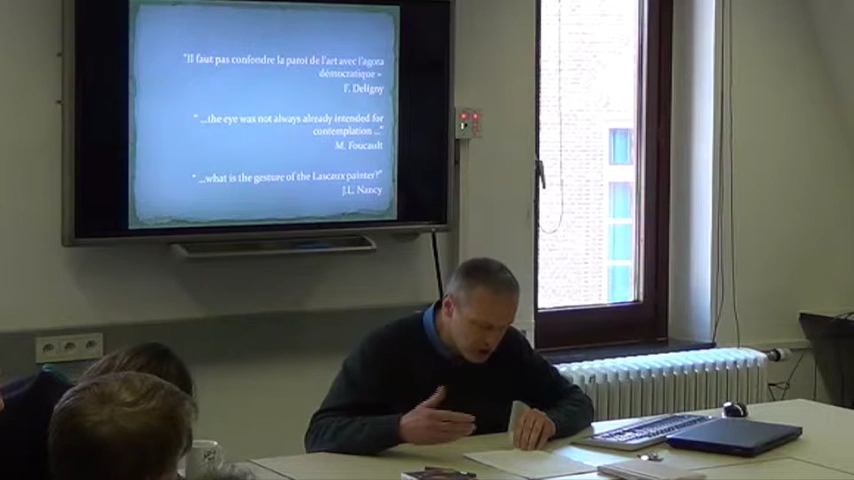 "Il faut pas confondre la paroi de l'art avec l'agora
démocratique »
F. Deligny
" ...the eye was not always already intended for
contemplation ..."
M. Foucault
" ...what is the gesture of the Lascaux painter?"
J.L. Nancy